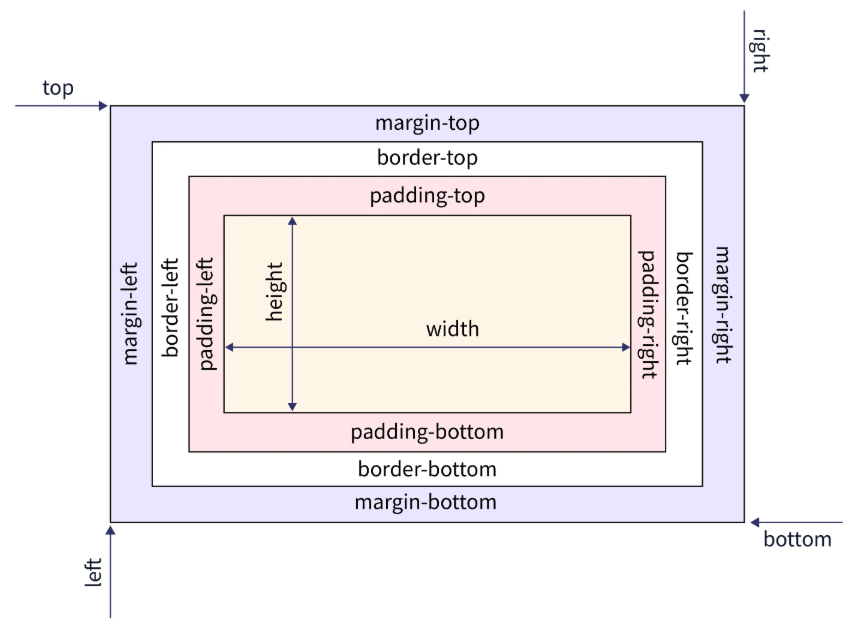 right
top
margin-top
border-top
padding-top
margin-left
border-left
padding-left
height
width
padding-right
border-right
margin-right
padding-bottom
border-bottom
margin-bottom
bottom
left